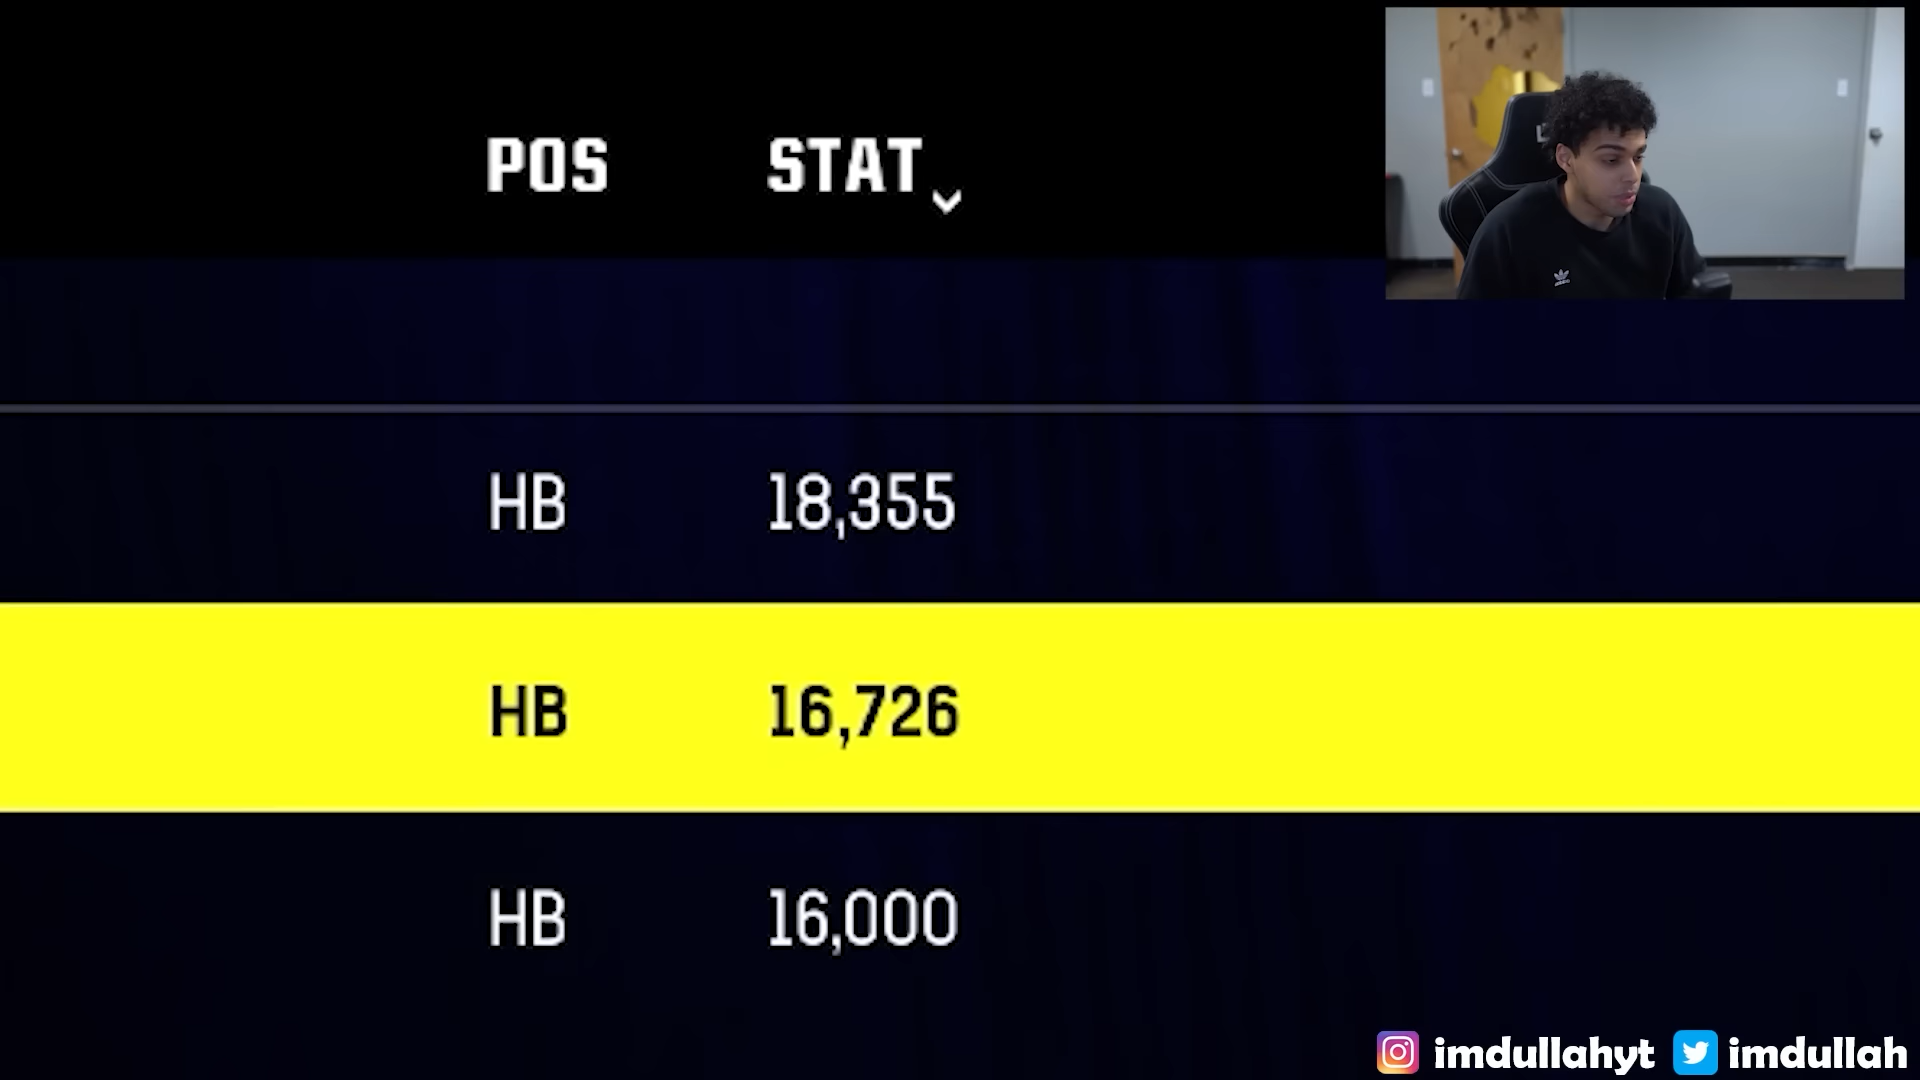 POS STAT
HB 18,355
HB 16,726
HB 16,000
imdullahyt imdullah